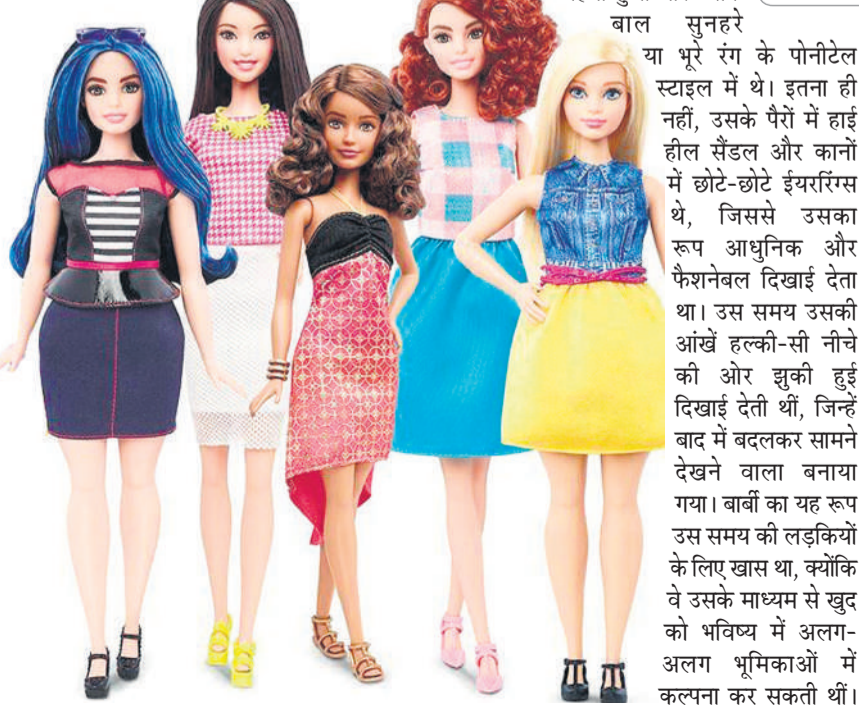 बाल सुनहरे
या भूरे रंग के पोनीटेल
स्टाइल में थे। इतना ही
नहीं, उसके पैरों में हाई
हील सैंडल और कानों
में छोटे-छोटे ईयररिंग्स
थे, जिससे उसका
रूप आधुनिक और
फैशनेबल दिखाई देता
था। उस समय उसकी
आंखें हल्की-सी नीचे
की ओर झुकी हुई
दिखाई देती थीं, जिन्हें
बाद में बदलकर सामने
देखने वाला बनाया
गया। बार्बी का यह रूप
उस समय की लड़कियों
के लिए खास था, क्योंकि
वे उसके माध्यम से खुद
को भविष्य में अलग-
अलग भूमिकाओं में
कल्पना कर सकती थीं।